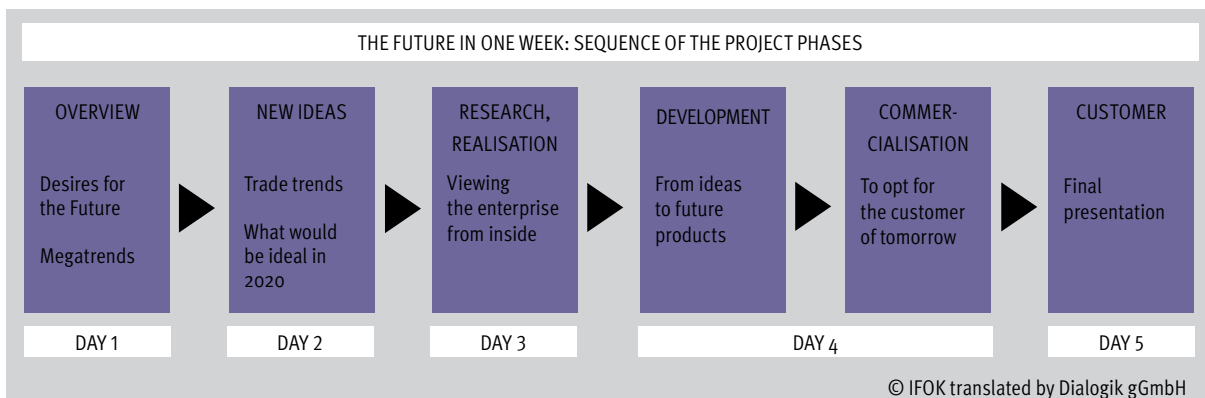 THE FUTURE IN ONE WEEK: SEQUENCE OF THE PROJECT PHASES
OVERVIEW
Desires for
the Future
Megatrends
NEW IDEAS
Trade trends
What would
be ideal in
2020
RESEARCH,
REALISATION
Viewing
the enterprise
from inside
DEVELOPMENT
From ideas
to future
products
COMMER-
CIALISATION
To opt for
the customer
of tomorrow
CUSTOMER
Final
presentation
DAY 1
DAY 2
DAY 3
DAY 4
DAY 5
© IFOK translated by Dialogik gGmbH